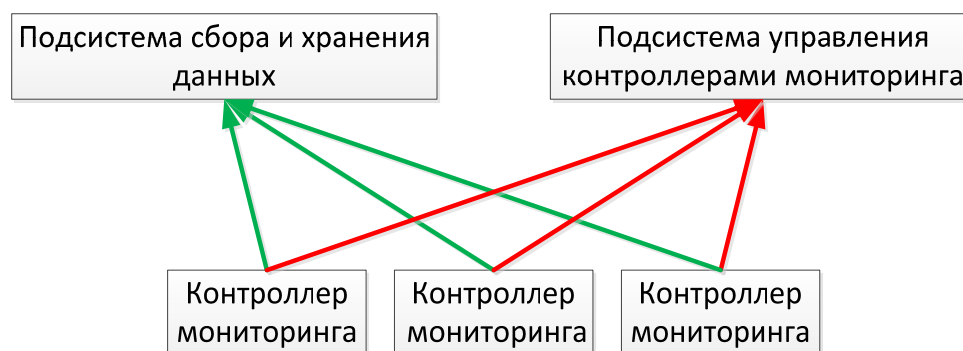 Подсистема сбора и хранения
данных
Подсистема управления
контроллерами мониторинга
Контроллер
мониторинга
Контроллер
мониторинга
Контроллер
мониторинга